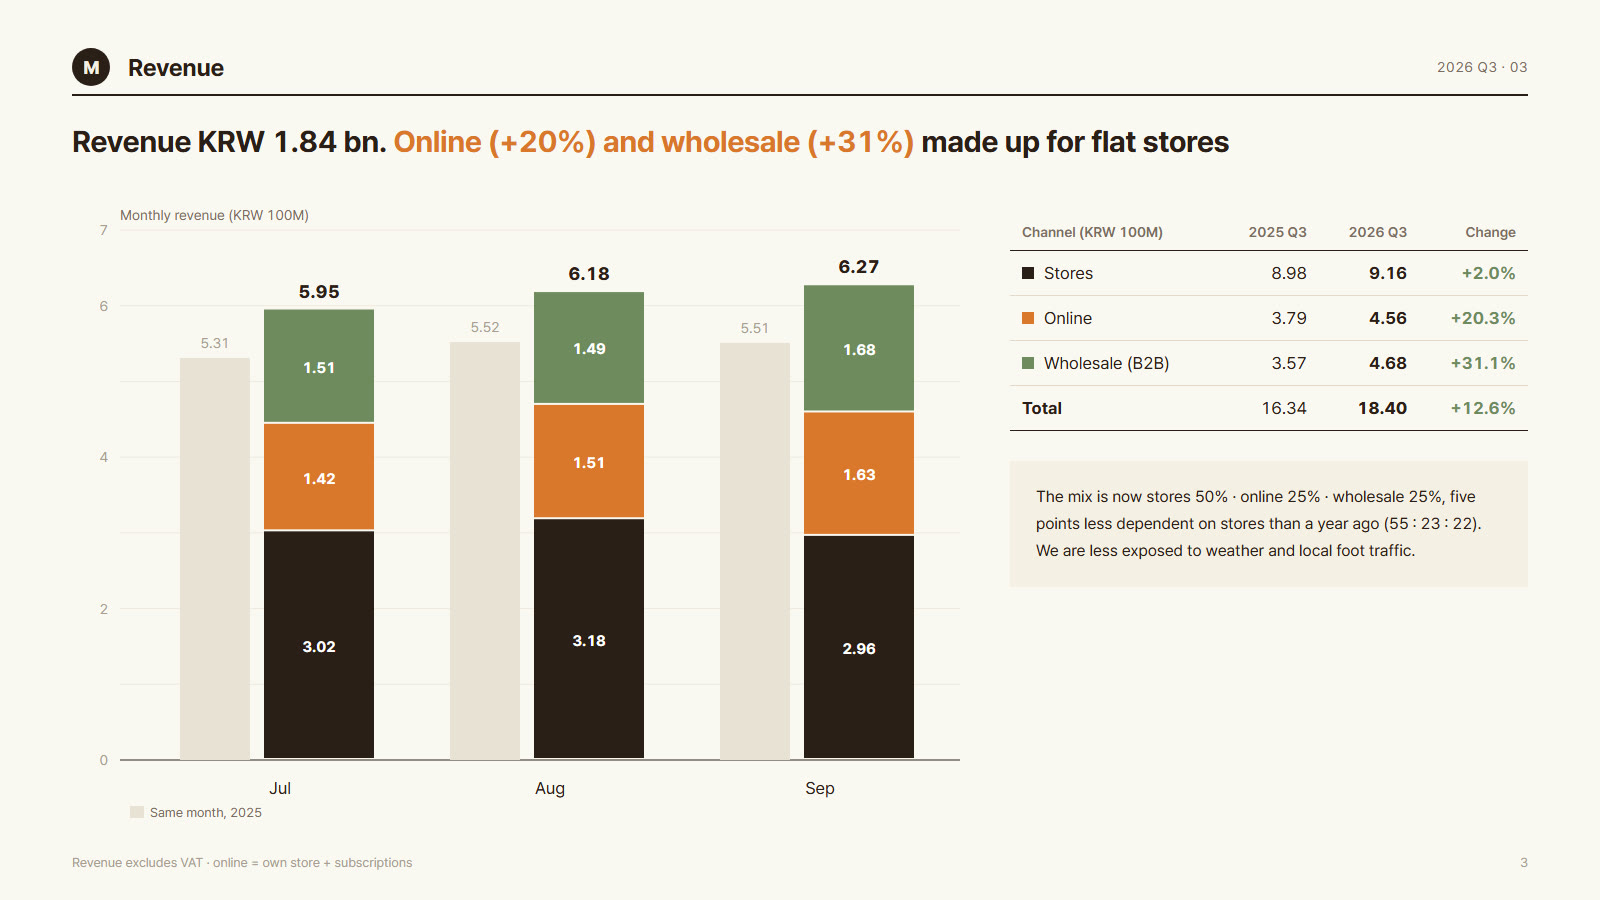 M
Revenue
2026 Q3 · 03
Revenue KRW 1.84 bn. Online (+20%) and wholesale (+31%) made up for flat stores
Monthly revenue (KRW 100M)
7
6
4
2
0
5.31
5.95
1.51
1.42
3.02
5.52
6.18
1.49
1.51
3.18
5.51
6.27
1.68
1.63
2.96
Jul
Aug
Sep
Same month, 2025
Channel (KRW 100M) 2025 Q3 2026 Q3 Change
Stores 8.98 9.16 +2.0%
Online 3.79 4.56 +20.3%
Wholesale (B2B) 3.57 4.68 +31.1%
Total 16.34 18.40 +12.6%
The mix is now stores 50% · online 25% · wholesale 25%, five
points less dependent on stores than a year ago (55 : 23 : 22).
We are less exposed to weather and local foot traffic.
Revenue excludes VAT · online = own store + subscriptions
3